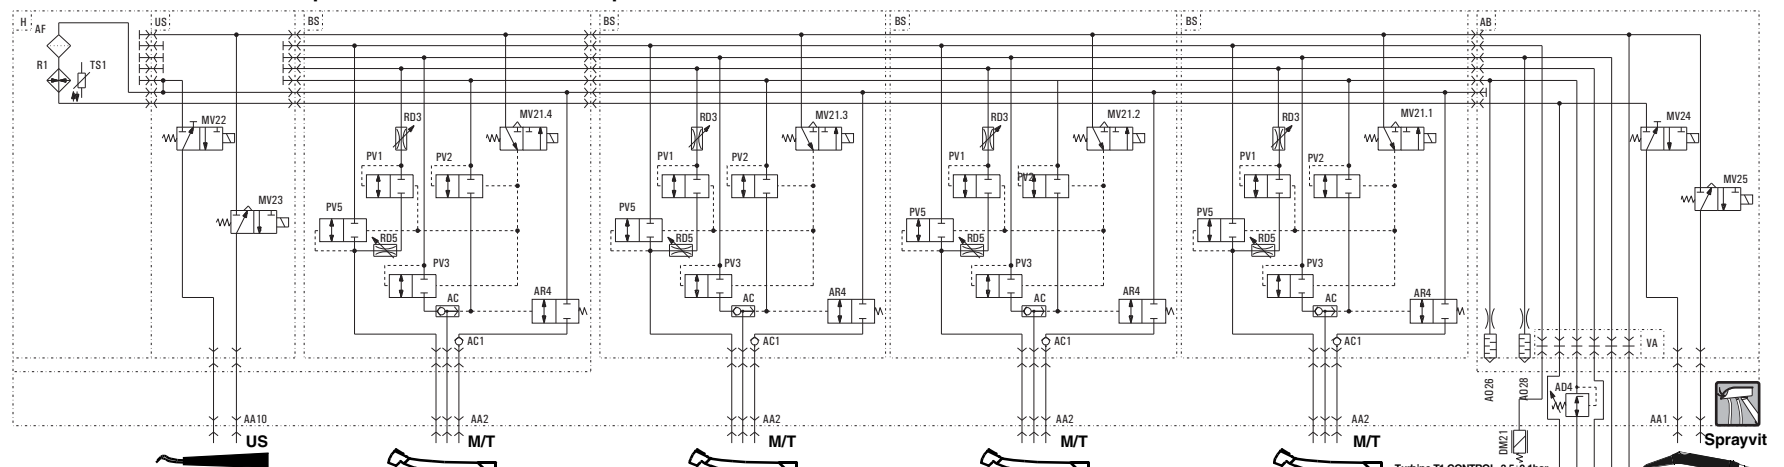 H US BS BS BS BS AB
AF
R1 TS1
MV22 RD3 MV21.4 RD3 MV21.3 RD3 MV21.2 RD3 MV21.1 MV24
PV1 PV2 PV1 PV2 PV1 PV2 PV1 PV2
MV23 MV25
PV5 PV5 PV5 PV5
RD5 RD5 RD5 RD5
PV3 PV3 PV3 PV3
AC AR4 AC AR4 AC AR4 AC AR4
AC1 AC1 AC1 AC1 VA
AO26 AO28 AD4
AA10 AA2 AA2 AA2 AA2 AA1
DM21
US M/T M/T M/T M/T Sprayvit